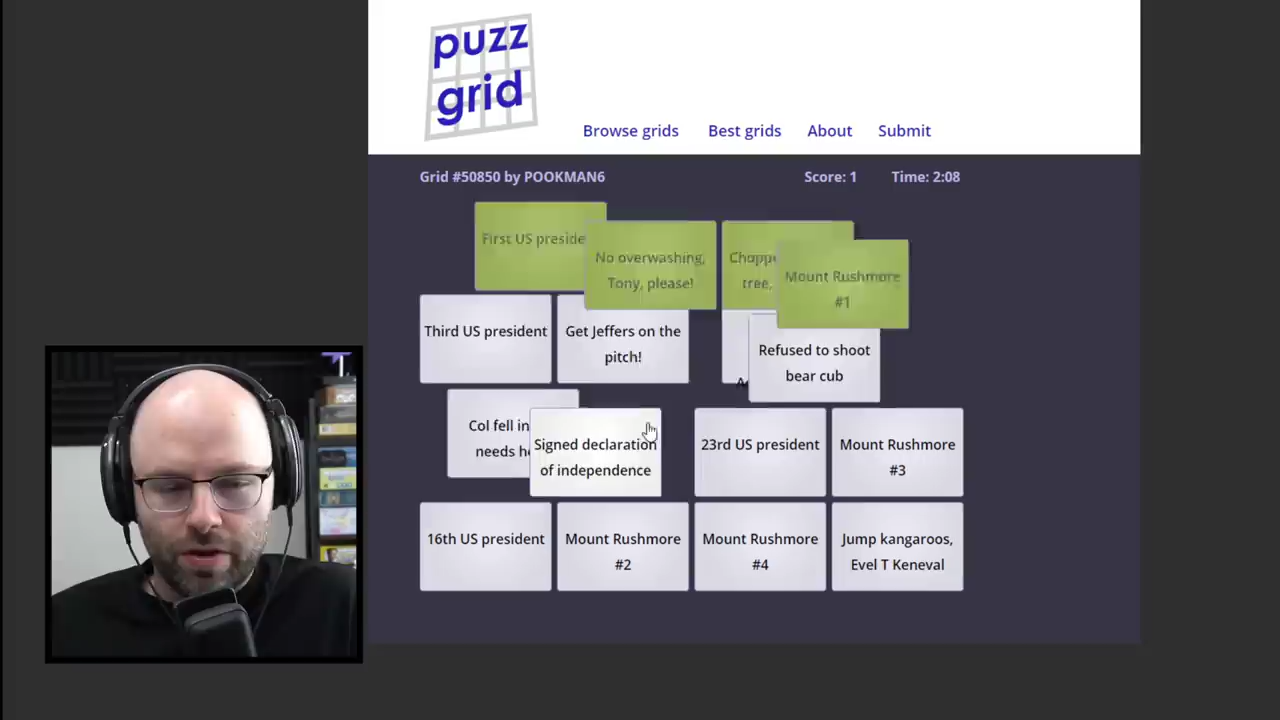 puzz
grid
Browse grids
Best grids
About
Submit
Grid #50850 by POOKMAN6
Score: 1
Time: 2:08
First US
No overwashing,
Tony, please!
tree,
Mount Rushmore
#1
Third US president
Get Jeffers on the
pitch!
Refused to shoot
bear cub
Col fell in
needs
Signed declaration
of independence
23rd US president
Mount Rushmore
#3
16th US president
Mount Rushmore
#2
Mount Rushmore
#4
Jump kangaroos,
Evel T Keneval